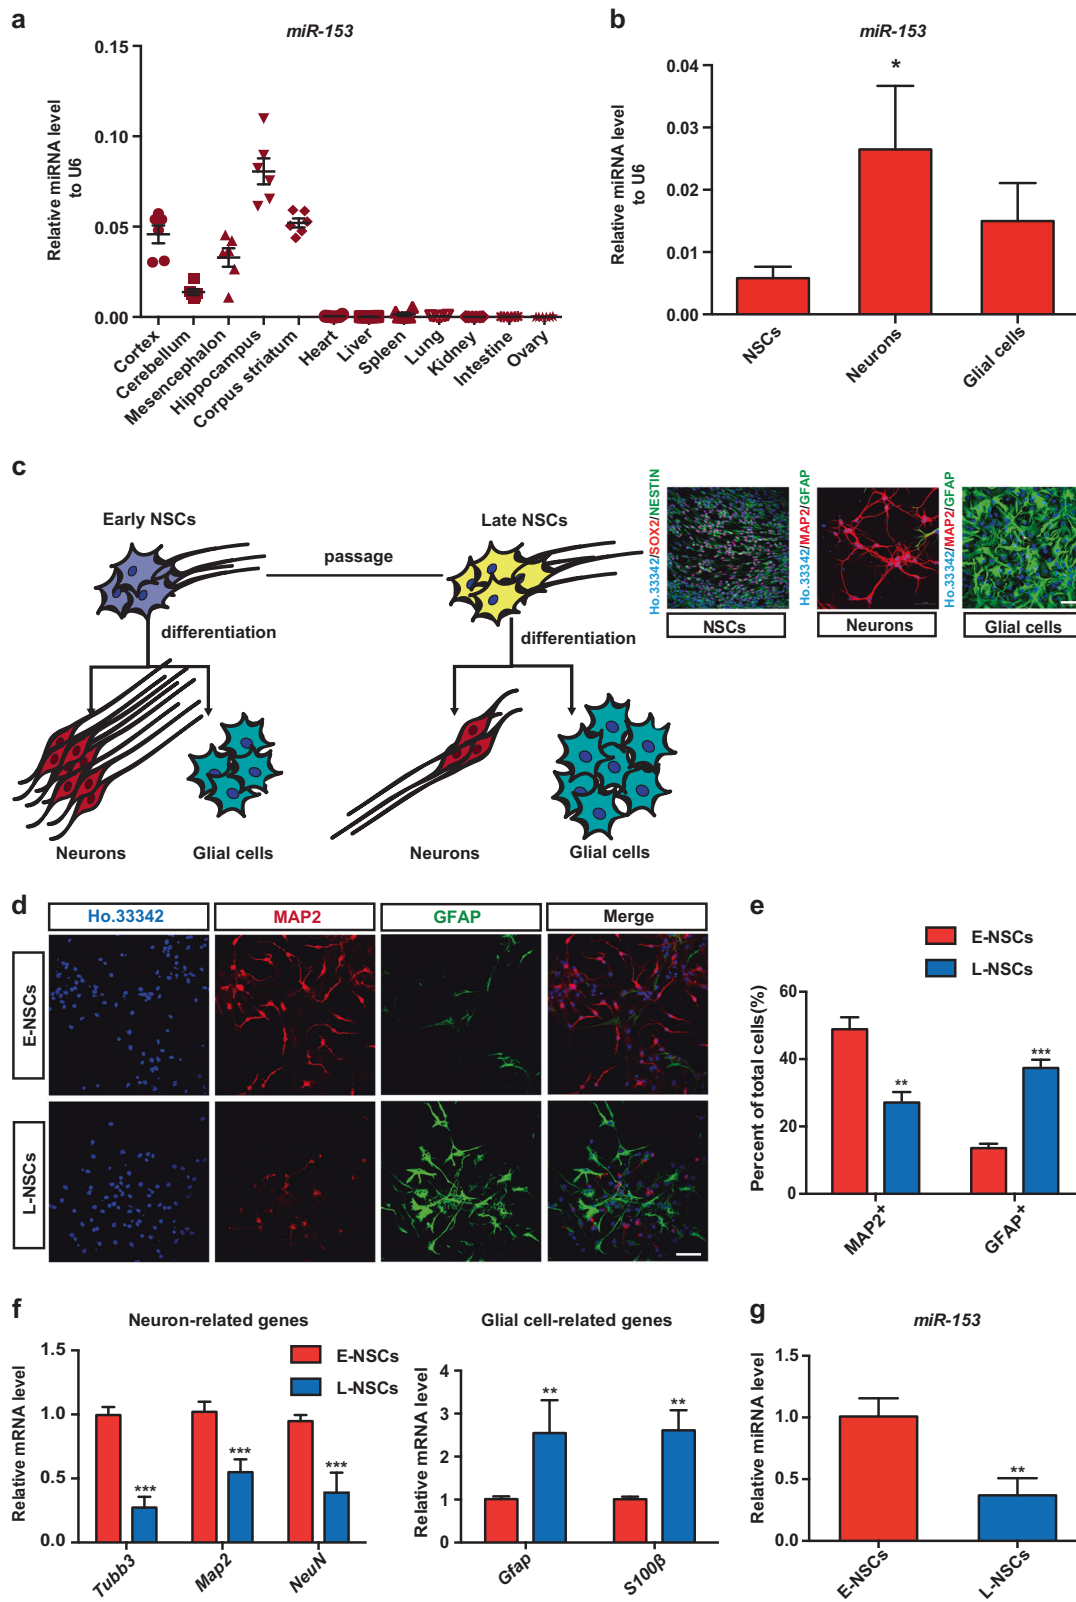 a
miR-153
Relative miRNA level
to U6
0.15
0.10
0.05
0.00
Cortex
Cerebellum
Mesencephalon
Hippocampus
Corpus striatum
Heart
Liver
Spleen
Lung
Kidney
Intestine
Ovary
b
miR-153
Relative miRNA level
to U6
0.04
0.03
0.02
0.01
0.00
*
NSCs
Neurons
Glial cells
c
Early NSCs
passage
Late NSCs
differentiation
differentiation
Neurons
Glial cells
Neurons
Glial cells
Ho.33342/SOX2/NESTIN
NSCs
Ho.33342/MAP2/GFAP
Neurons
Ho.33342/MAP2/GFAP
Glial cells
d
Ho.33342
MAP2
GFAP
Merge
E-NSCs
L-NSCs
e
E-NSCs
L-NSCs
Percent of total cells(%)
60
40
20
0
**
***
MAP2+
GFAP+
f
Neuron-related genes
E-NSCs
L-NSCs
Relative mRNA level
1.5
1.0
0.5
0.0
***
***
***
Tubb3
Map2
NeuN
Glial cell-related genes
Relative mRNA level
4
3
2
1
0
**
**
Gfap
S100β
g
miR-153
Relative miRNA level
1.5
1.0
0.5
0.0
**
E-NSCs
L-NSCs